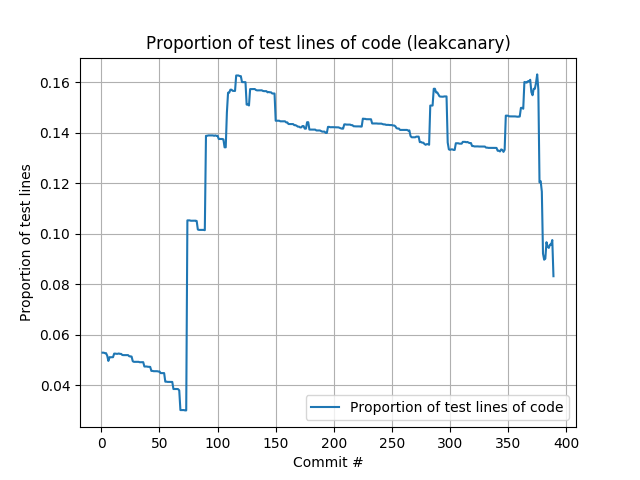 Proportion of test lines of code (leakcanary)
Proportion of test lines
0.16
0.14
0.12
0.10
0.08
0.06
0.04
Proportion of test lines of code
0 50 100 150 200 250 300 350 400
Commit #